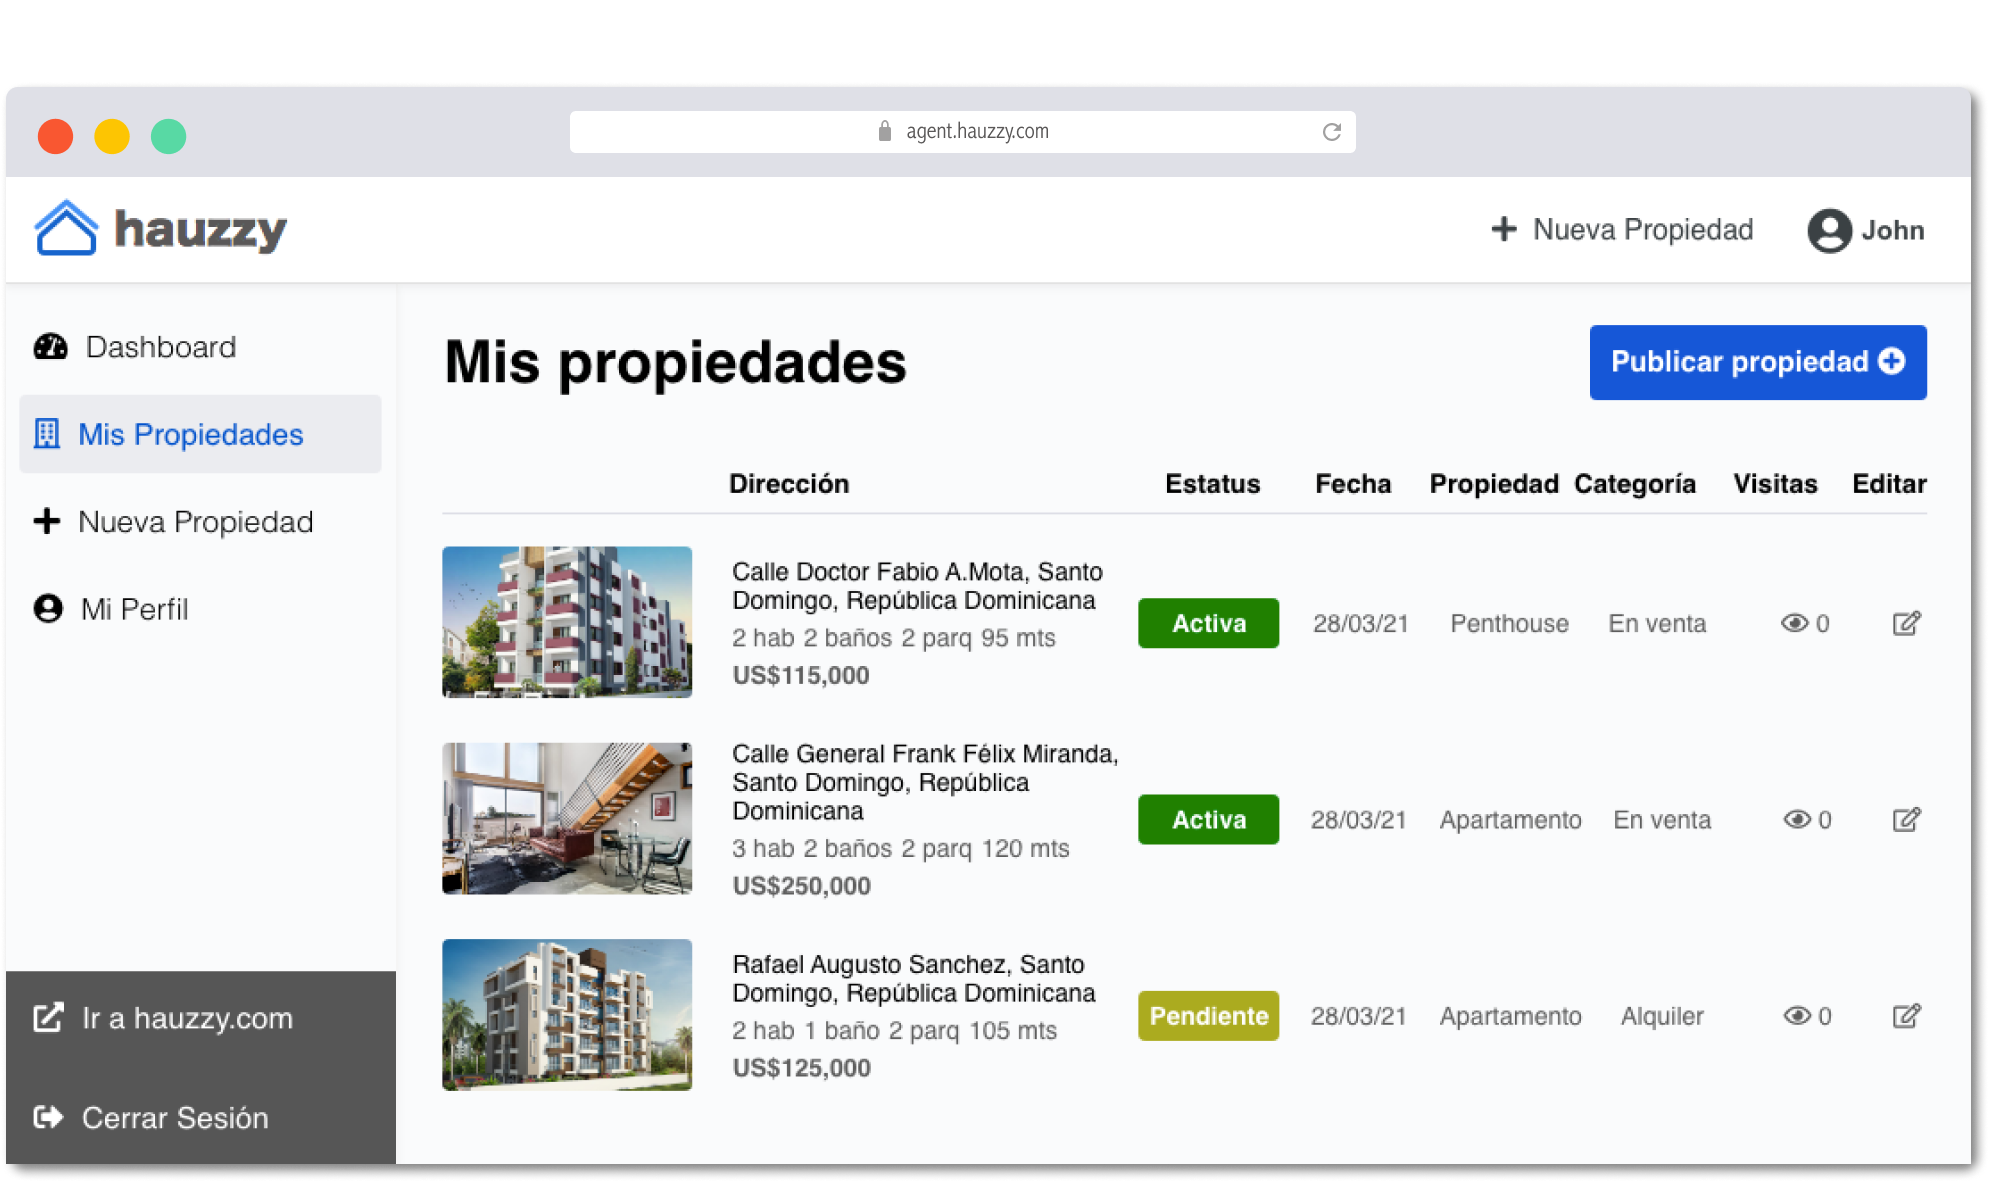 agent.hauzzy.com
hauzzy
Nueva Propiedad
John
Dashboard
Mis Propiedades
Nueva Propiedad
Mi Perfil
Ir a hauzzy.com
Cerrar Sesión
Mis propiedades
Publicar propiedad
Dirección Estatus Fecha Propiedad Categoría Visitas Editar
Calle Doctor Fabio A.Mota, Santo
Domingo, República Dominicana
2 hab 2 baños 2 parq 95 mts
US$115,000
Activa 28/03/21 Penthouse En venta 0
Calle General Frank Félix Miranda,
Santo Domingo, República
Dominicana
3 hab 2 baños 2 parq 120 mts
US$250,000
Activa 28/03/21 Apartamento En venta 0
Rafael Augusto Sanchez, Santo
Domingo, República Dominicana
2 hab 1 baño 2 parq 105 mts
US$125,000
Pendiente 28/03/21 Apartamento Alquiler 0